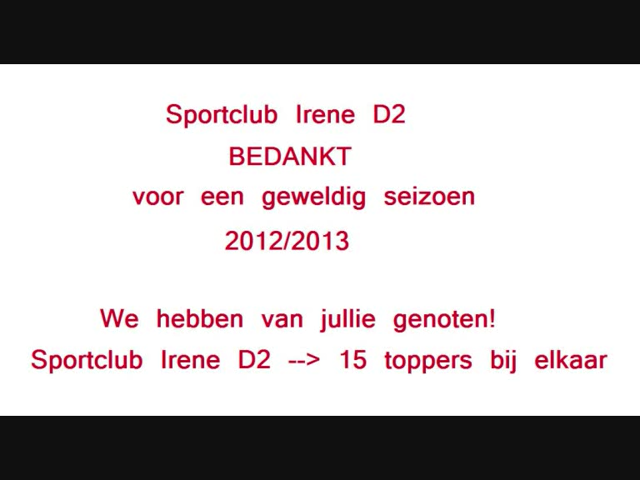 Sportclub Irene D2
BEDANKT
voor een geweldig seizoen
2012/2013
We hebben van jullie genoten!
Sportclub Irene D2 --> 15 toppers bij elkaar